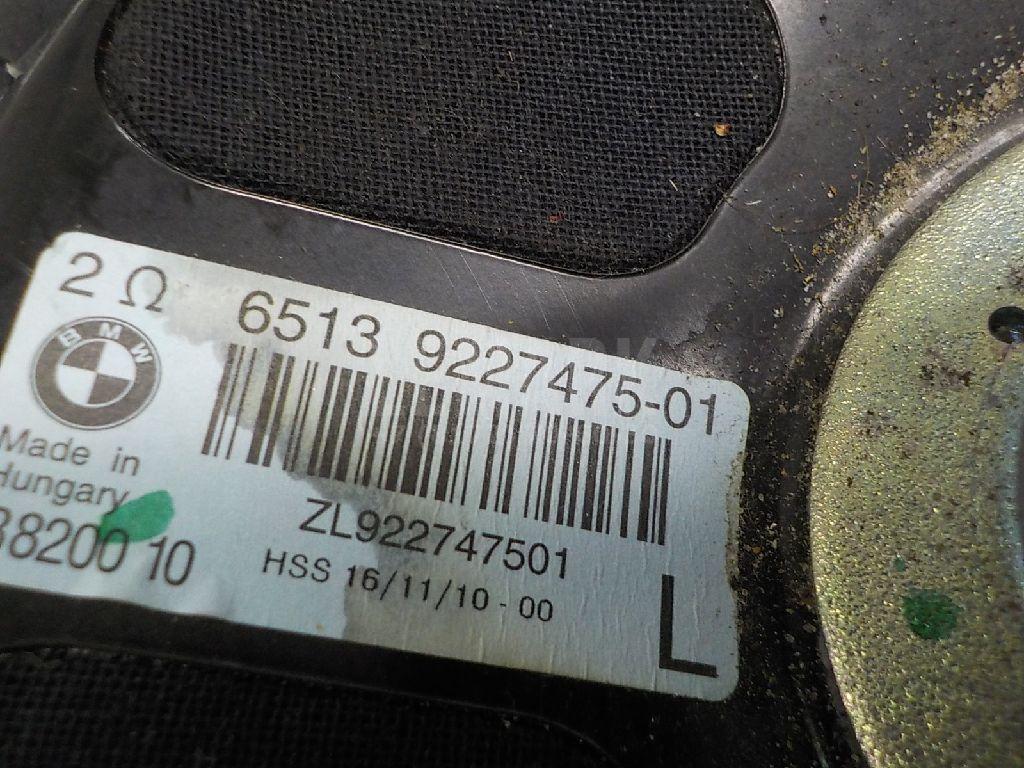 2 Ω 6513 9227475-01
BMW
Made in
Hungary
ZL922747501
38200 10
HSS 16/11/10 - 00
L